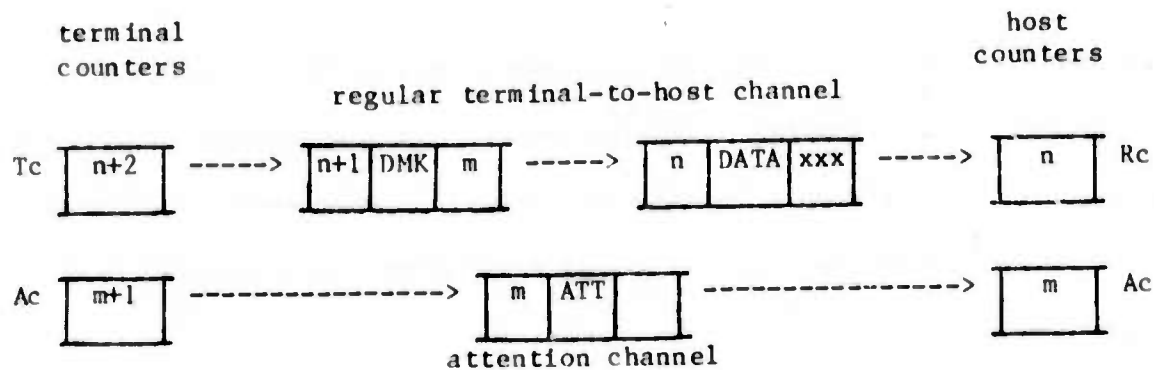 terminal counters
host counters
regular terminal-to-host channel
Tc n+2 -----> n+1 DMK m -----> n DATA xxx -----> n Rc
Ac m+1 ----------------> m ATT ----------------> m Ac
attention channel